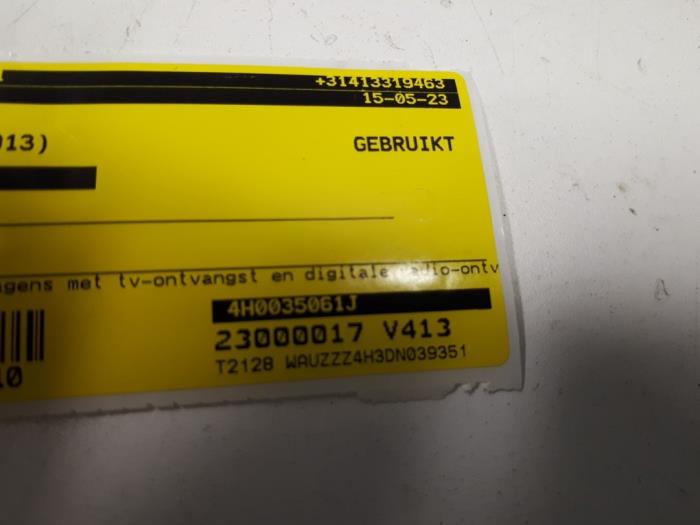 +31413319463
15-05-23
013)
GEBRUIKT
gens met tv-ontvangst en digitale radio-ontv
4H0035061J
23000017 V413
T2128 WAUZZZ4H3DN039351
10